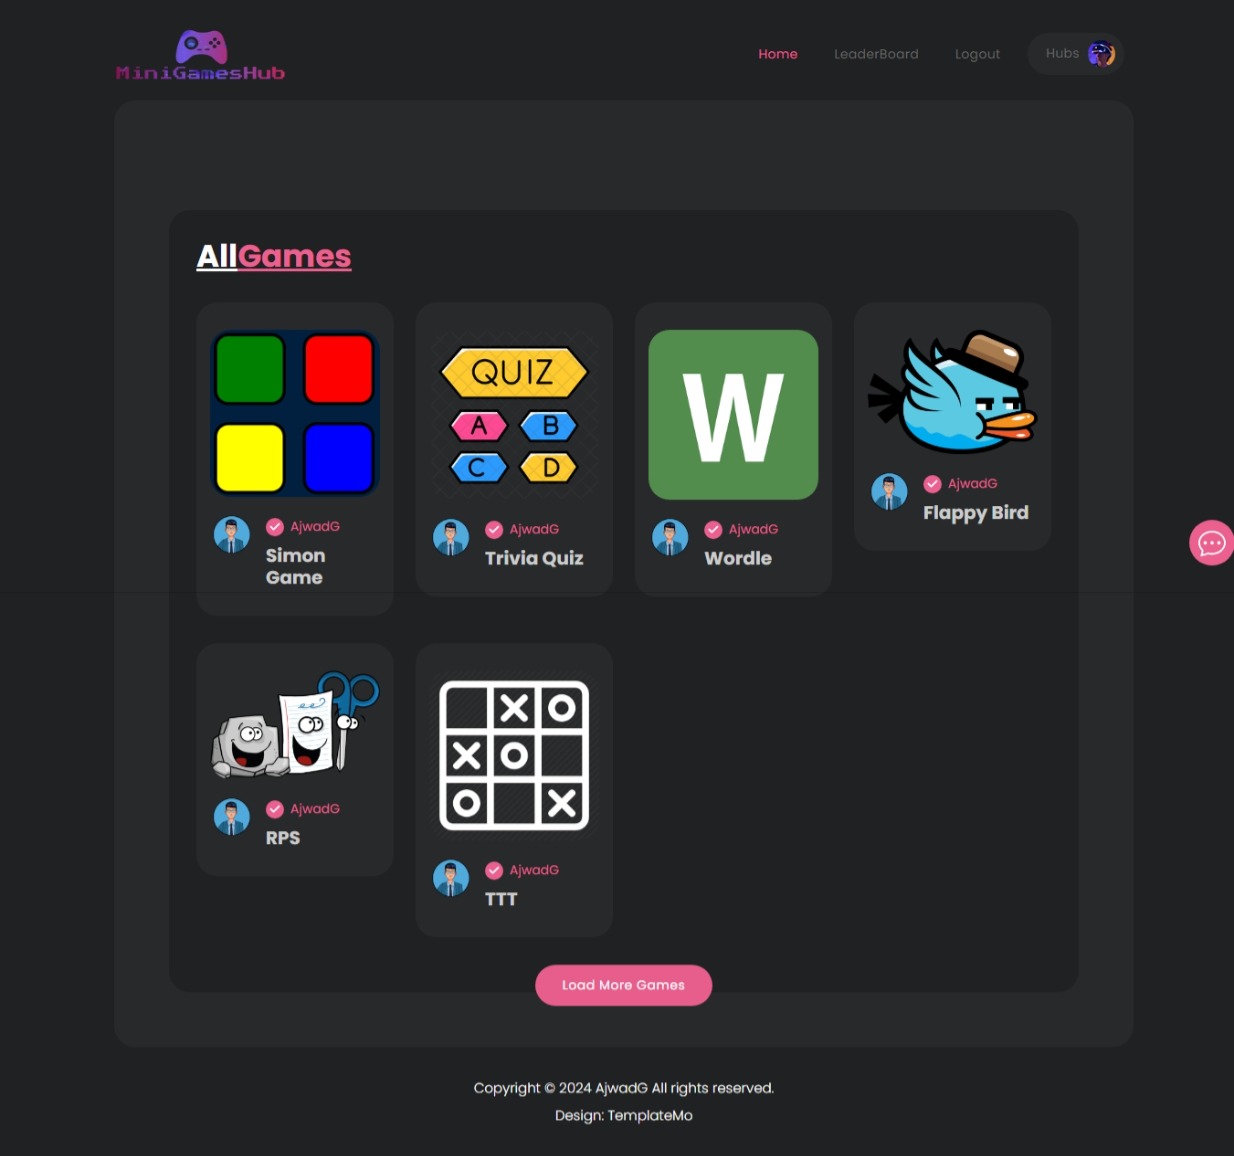 MiniGamesHub
Home
LeaderBoard
Logout
Hubs
AllGames
QUIZ
A
B
C
D
W
AjwadG
Simon
Game
AjwadG
Trivia Quiz
AjwadG
Wordle
AjwadG
Flappy Bird
AjwadG
RPS
X O
X O
O X
AjwadG
TTT
Load More Games
Copyright © 2024 AjwadG All rights reserved.
Design: TemplateMo